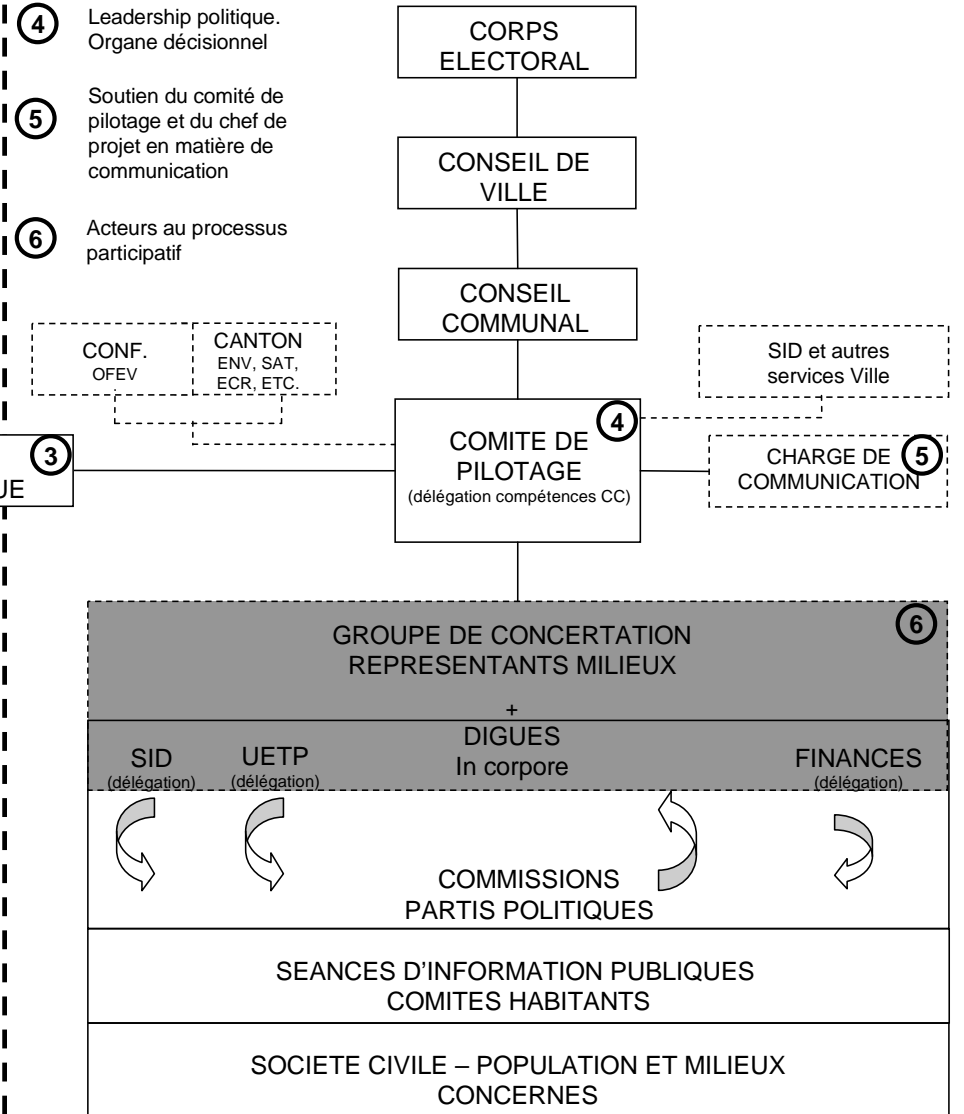 4
Leadership politique.
Organe décisionnel
5
Soutien du comité de
pilotage et du chef de
projet en matière de
communication
6
Acteurs au processus
participatif
CORPS
ELECTORAL
CONSEIL DE
VILLE
CONSEIL
COMMUNAL
CONF.
OFEV
CANTON
ENV, SAT,
ECR, ETC.
SID et autres
services Ville
3
UE
COMITE DE
PILOTAGE
(délégation compétences CC)
4
CHARGE DE
COMMUNICATION
5
GROUPE DE CONCERTATION
REPRESENTANTS MILIEUX
6
+
DIGUES
In corpore
SID
(délégation)
UETP
(délégation)
FINANCES
(délégation)
COMMISSIONS
PARTIS POLITIQUES
SEANCES D'INFORMATION PUBLIQUES
COMITES HABITANTS
SOCIETE CIVILE – POPULATION ET MILIEUX
CONCERNES